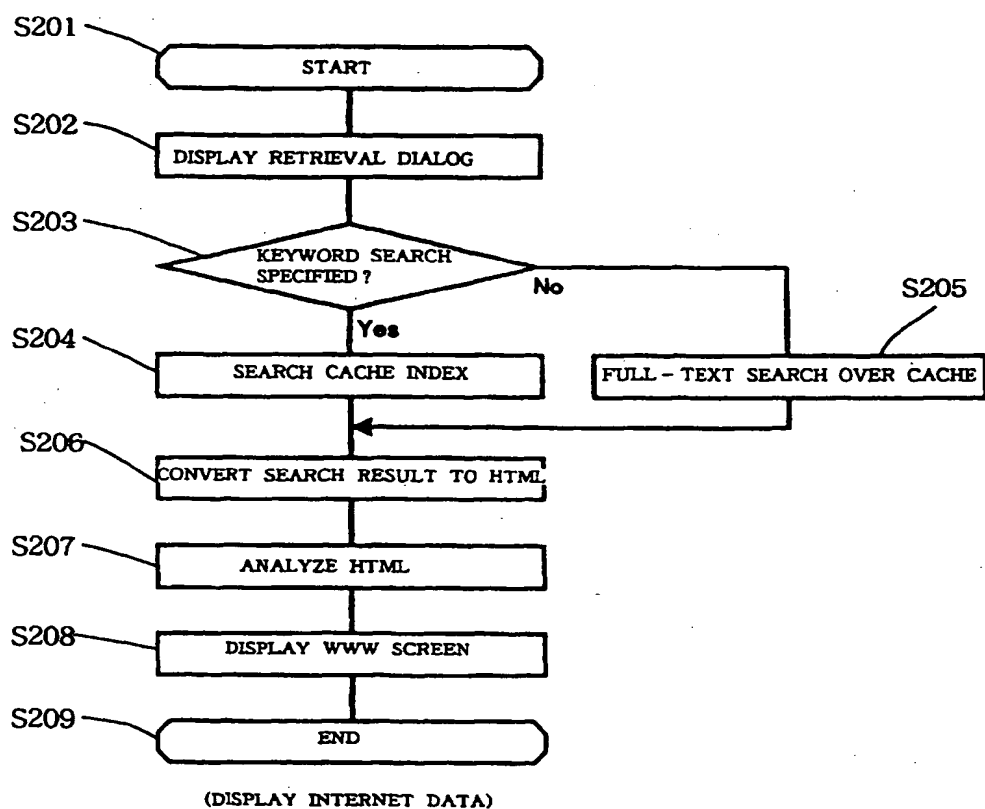 S201
START
S202
DISPLAY RETRIEVAL DIALOG
S203
KEYWORD SEARCH
SPECIFIED ?
No
S205
Yes
S204
SEARCH CACHE INDEX
FULL-TEXT SEARCH OVER CACHE
S206
CONVERT SEARCH RESULT TO HTML
S207
ANALYZE HTML
S208
DISPLAY WWW SCREEN
S209
END
(DISPLAY INTERNET DATA)